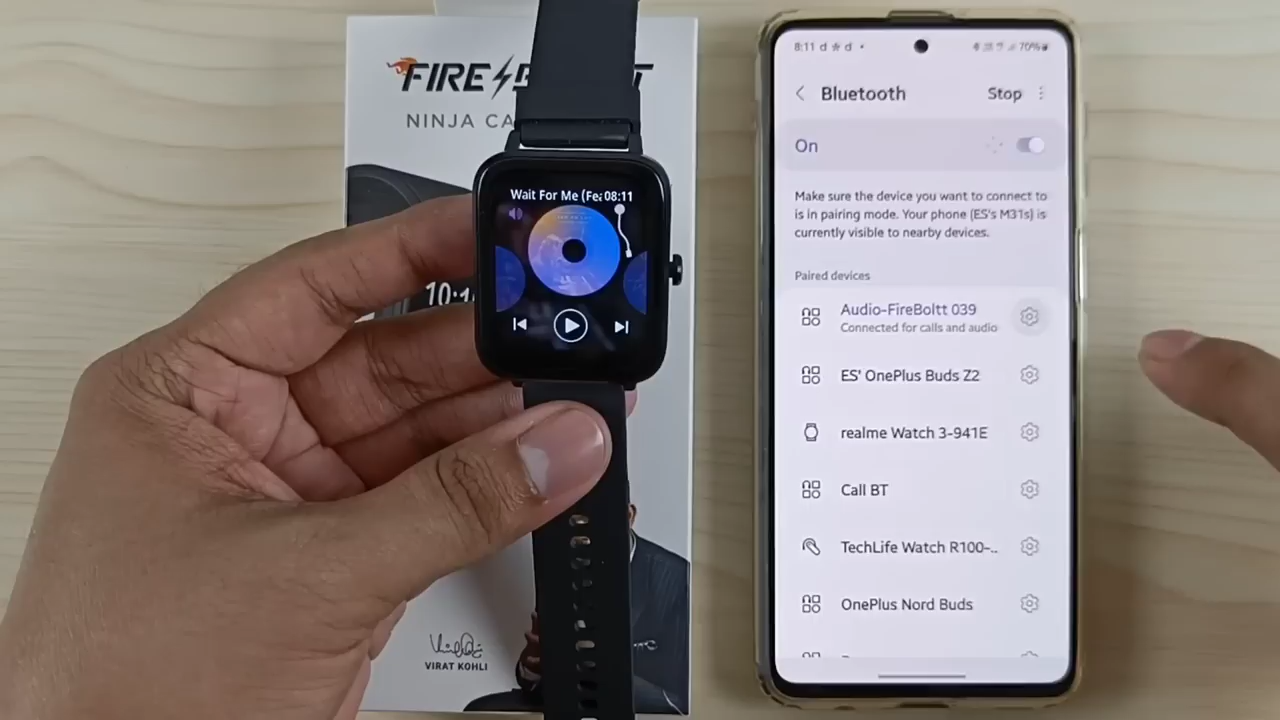 FIRE
NINJA CA
10:1
VIRAT KOHLI
Wait For Me (Fea 08:11
8:11
70%
Bluetooth
Stop
On
Make sure the device you want to connect to
is in pairing mode. Your phone (ES's M31s) is
currently visible to nearby devices.
Paired devices
Audio-FireBoltt 039
Connected for calls and audio
ES' OnePlus Buds Z2
realme Watch 3-941E
Call BT
TechLife Watch R100-..
OnePlus Nord Buds